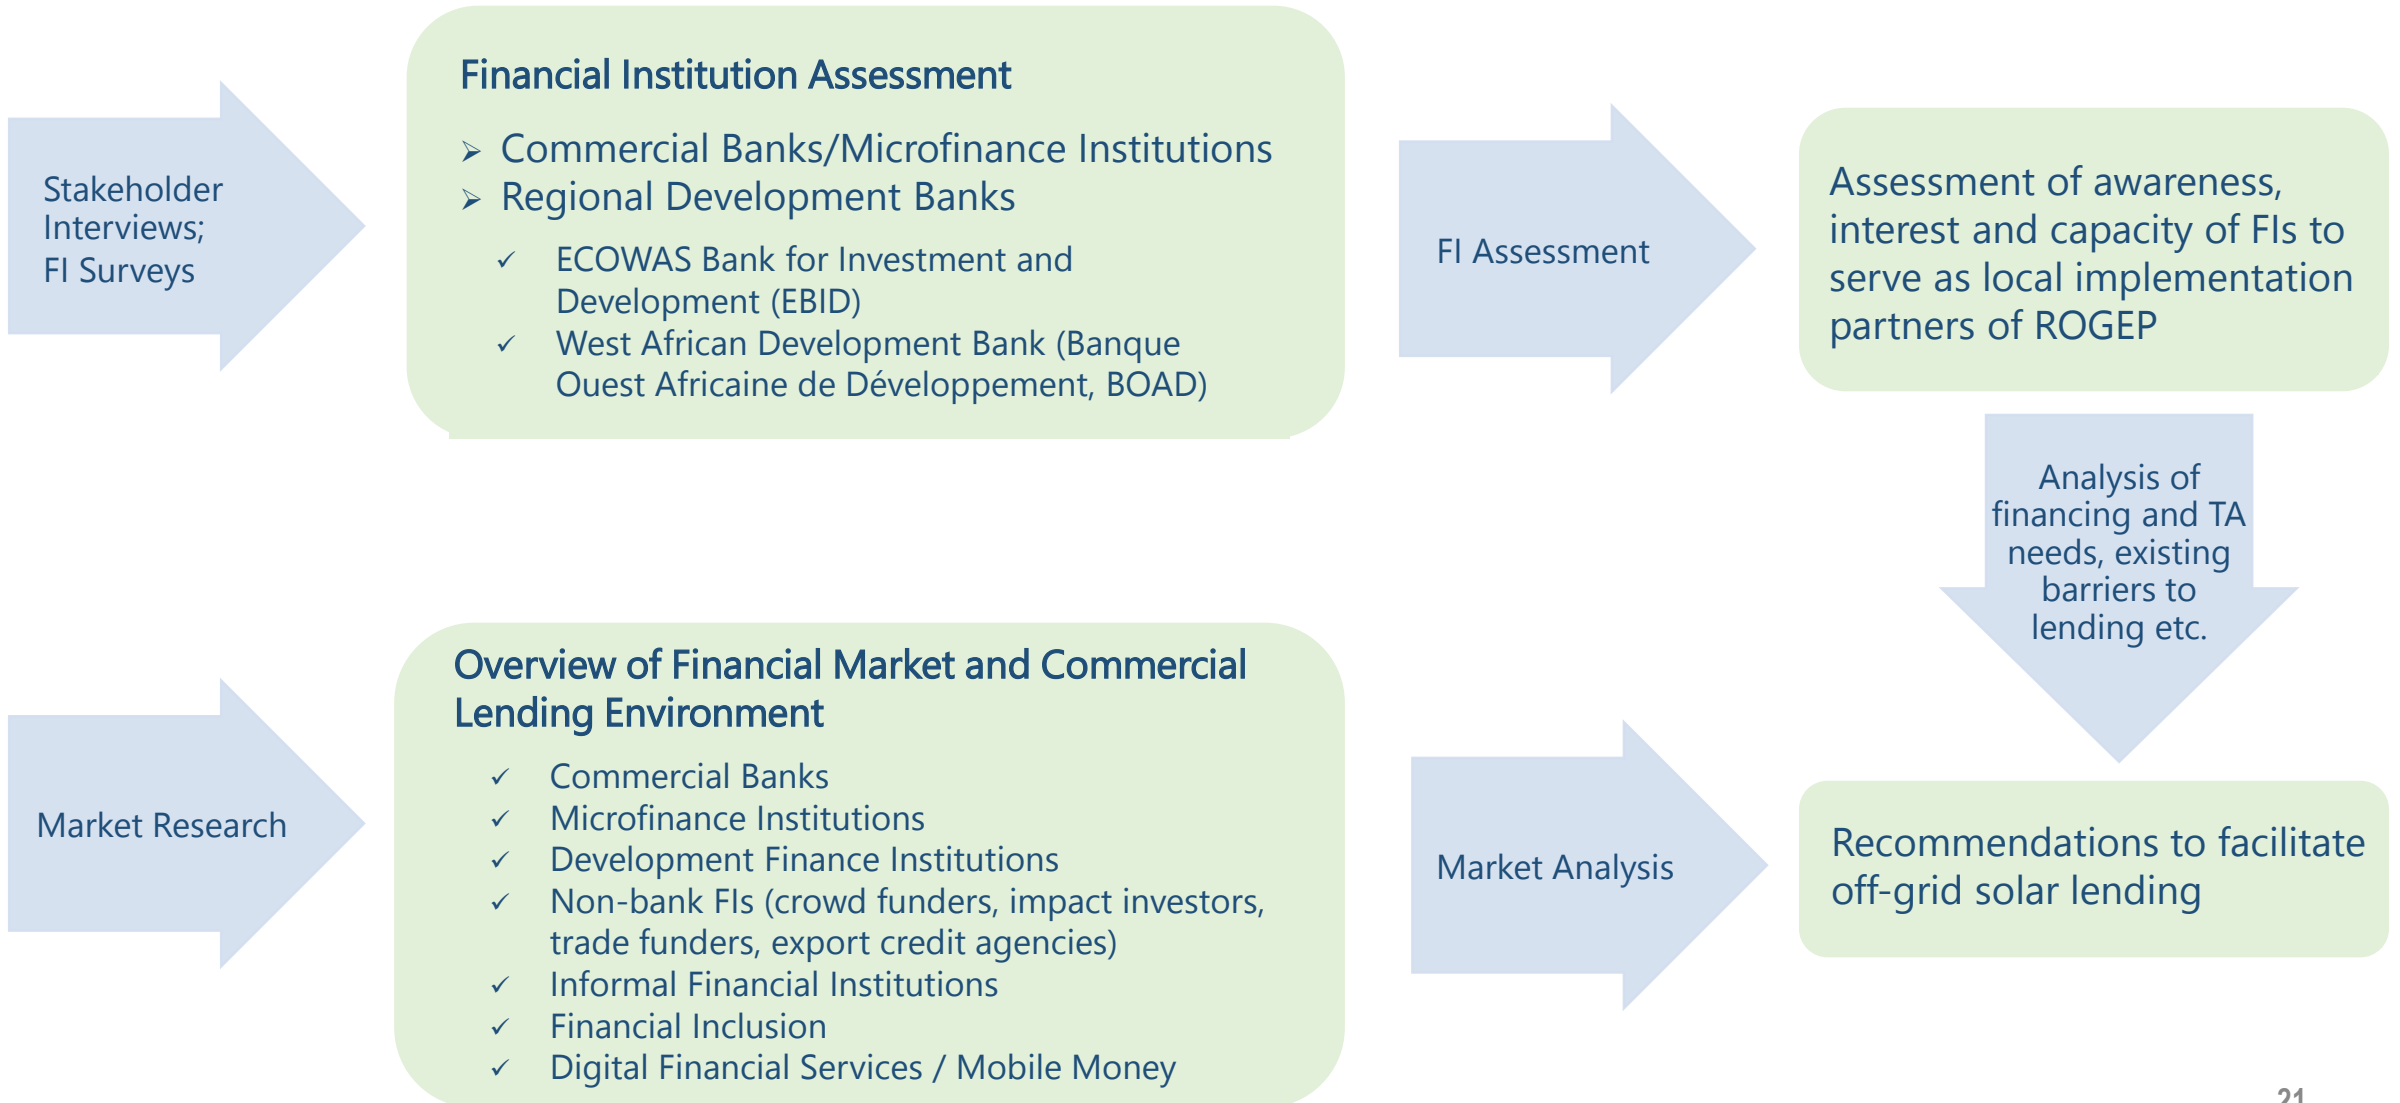 Stakeholder
Interviews;
FI Surveys
Financial Institution Assessment
➢ Commercial Banks/Microfinance Institutions
➢ Regional Development Banks
✓ ECOWAS Bank for Investment and
Development (EBID)
✓ West African Development Bank (Banque
Ouest Africaine de Développement, BOAD)
FI Assessment
Assessment of awareness,
interest and capacity of FIs to
serve as local implementation
partners of ROGEP
Analysis of
financing and TA
needs, existing
barriers to
lending etc.
Market Research
Overview of Financial Market and Commercial
Lending Environment
✓ Commercial Banks
✓ Microfinance Institutions
✓ Development Finance Institutions
✓ Non-bank FIs (crowd funders, impact investors,
trade funders, export credit agencies)
✓ Informal Financial Institutions
✓ Financial Inclusion
✓ Digital Financial Services / Mobile Money
Market Analysis
Recommendations to facilitate
off-grid solar lending
21